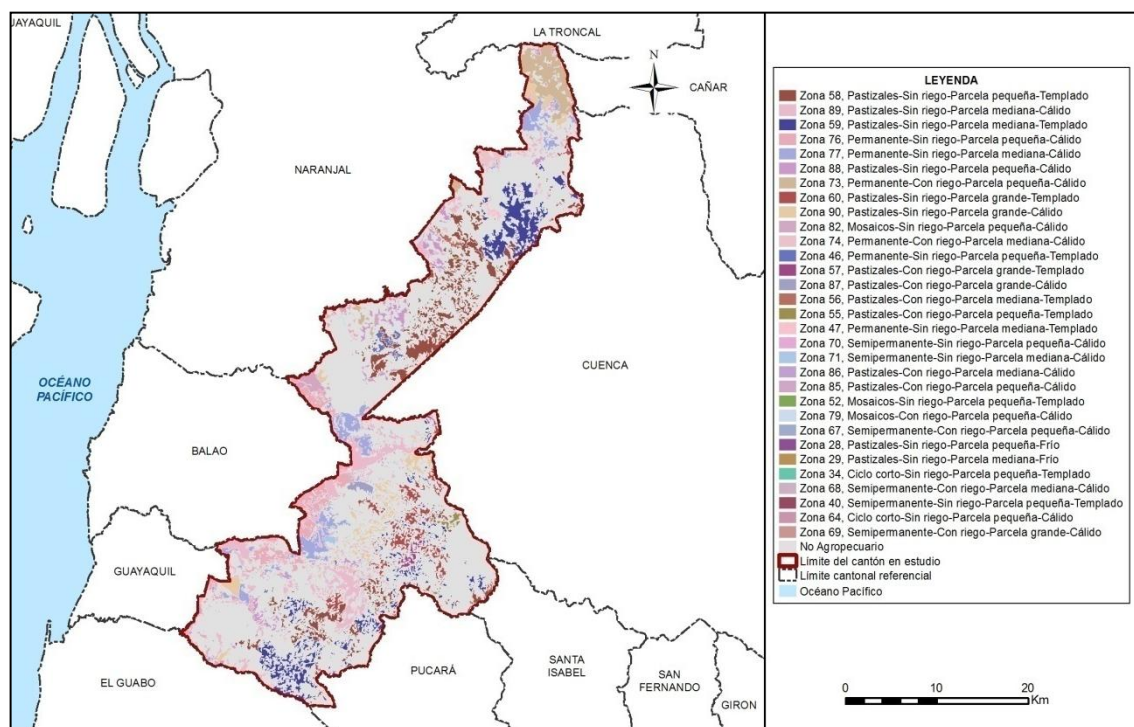 UAYAQUIL
LA TRONCAL
N
CAÑAR
NARANJAL
CUENCA
OCÉANO
PACÍFICO
BALAO
GUAYAQUIL
EL GUABO
PUCARÁ
SANTA
ISABEL
SAN
FERNANDO
GIRON
LEYENDA
Zona 58, Pastizales-Sin riego-Parcela pequeña-Templado
Zona 89, Pastizales-Sin riego-Parcela mediana-Cálido
Zona 59, Pastizales-Sin riego-Parcela mediana-Templado
Zona 76, Permanente-Sin riego-Parcela pequeña-Cálido
Zona 77, Permanente-Sin riego-Parcela mediana-Cálido
Zona 88, Pastizales-Sin riego-Parcela pequeña-Cálido
Zona 73, Permanente-Con riego-Parcela pequeña-Cálido
Zona 60, Pastizales-Sin riego-Parcela grande-Templado
Zona 90, Pastizales-Sin riego-Parcela grande-Cálido
Zona 82, Mosaicos-Sin riego-Parcela pequeña-Cálido
Zona 74, Permanente-Con riego-Parcela mediana-Cálido
Zona 46, Permanente-Sin riego-Parcela pequeña-Templado
Zona 57, Pastizales-Con riego-Parcela grande-Templado
Zona 87, Pastizales-Con riego-Parcela grande-Cálido
Zona 56, Pastizales-Con riego-Parcela mediana-Templado
Zona 55, Pastizales-Con riego-Parcela pequeña-Templado
Zona 47, Permanente-Sin riego-Parcela mediana-Templado
Zona 70, Semipermanente-Sin riego-Parcela pequeña-Cálido
Zona 71, Semipermanente-Sin riego-Parcela mediana-Cálido
Zona 86, Pastizales-Con riego-Parcela mediana-Cálido
Zona 85, Pastizales-Con riego-Parcela pequeña-Cálido
Zona 52, Mosaicos-Sin riego-Parcela pequeña-Templado
Zona 79, Mosaicos-Con riego-Parcela pequeña-Cálido
Zona 67, Semipermanente-Con riego-Parcela pequeña-Cálido
Zona 28, Pastizales-Sin riego-Parcela pequeña-Frío
Zona 29, Pastizales-Sin riego-Parcela mediana-Frío
Zona 34, Ciclo corto-Sin riego-Parcela pequeña-Templado
Zona 68, Semipermanente-Con riego-Parcela mediana-Cálido
Zona 40, Semipermanente-Sin riego-Parcela pequeña-Templado
Zona 64, Ciclo corto-Sin riego-Parcela pequeña-Cálido
Zona 69, Semipermanente-Con riego-Parcela grande-Cálido
No Agropecuario
Límite del cantón en estudio
Límite cantonal referencial
Océano Pacífico
0 10 20
Km